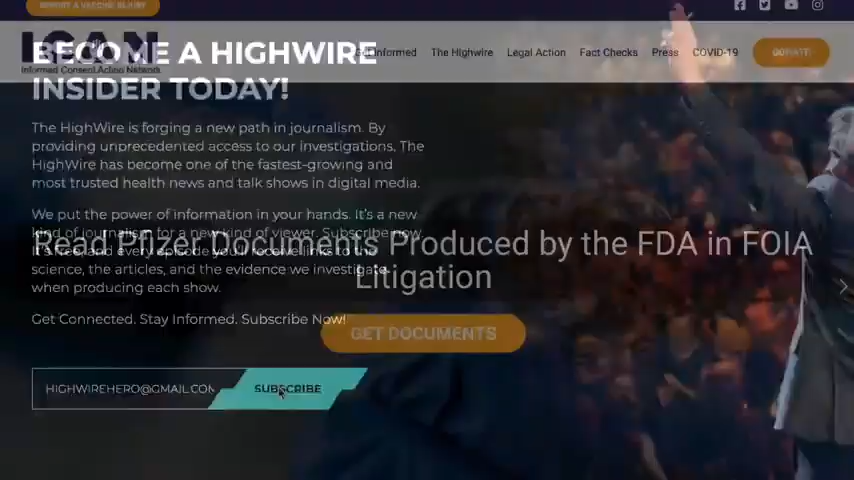 REPORT A VACCINE INJURY
ICAN
Informed Consent Action Network
Get Informed
The Highwire
Legal Action
Fact Checks
Press
COVID-19
DONATE
BECOME A HIGHWIRE
INSIDER TODAY!
The HighWire is forging a new path in journalism. By
providing unprecedented access to our investigations, The
HighWire has become one of the fastest-growing and
most trusted health news and talk shows in digital media.
We put the power of information in your hands. It's a new
kind of journalism for a new kind of viewer. Subscribe now.
It's free, and every episode you'll receive links to the
science, the articles, and the evidence we investigate
when producing each show.
Get Connected. Stay Informed. Subscribe Now!
HIGHWIREHERO@GMAIL.COM
SUBSCRIBE
Read Pfizer Documents Produced by the FDA in FOIA
Litigation
GET DOCUMENTS